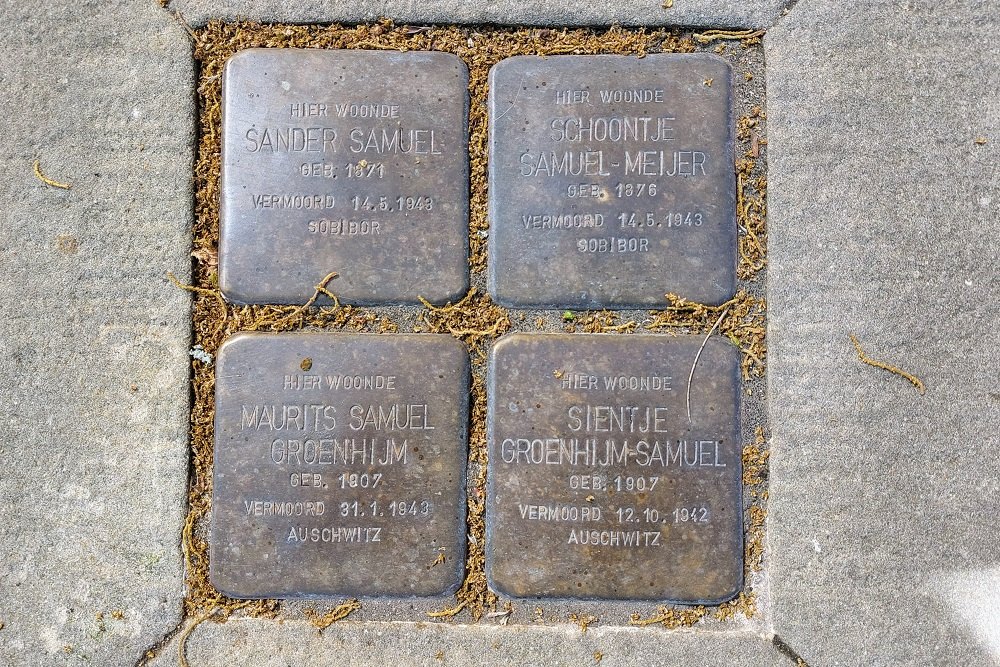 HIER WOONDE
SANDER SAMUEL
GEB. 1871
VERMOORD 14.5.1943
SOBIBOR
HIER WOONDE
SCHOONTJE
SAMUEL-MEIJER
GEB. 1876
VERMOORD 14.5.1943
SOBIBOR
HIER WOONDE
MAURITS SAMUEL
GROENHIJM
GEB. 1907
VERMOORD 31.1.1943
AUSCHWITZ
HIER WOONDE
SIENTJE
GROENHIJM-SAMUEL
GEB. 1907
VERMOORD 12.10.1942
AUSCHWITZ